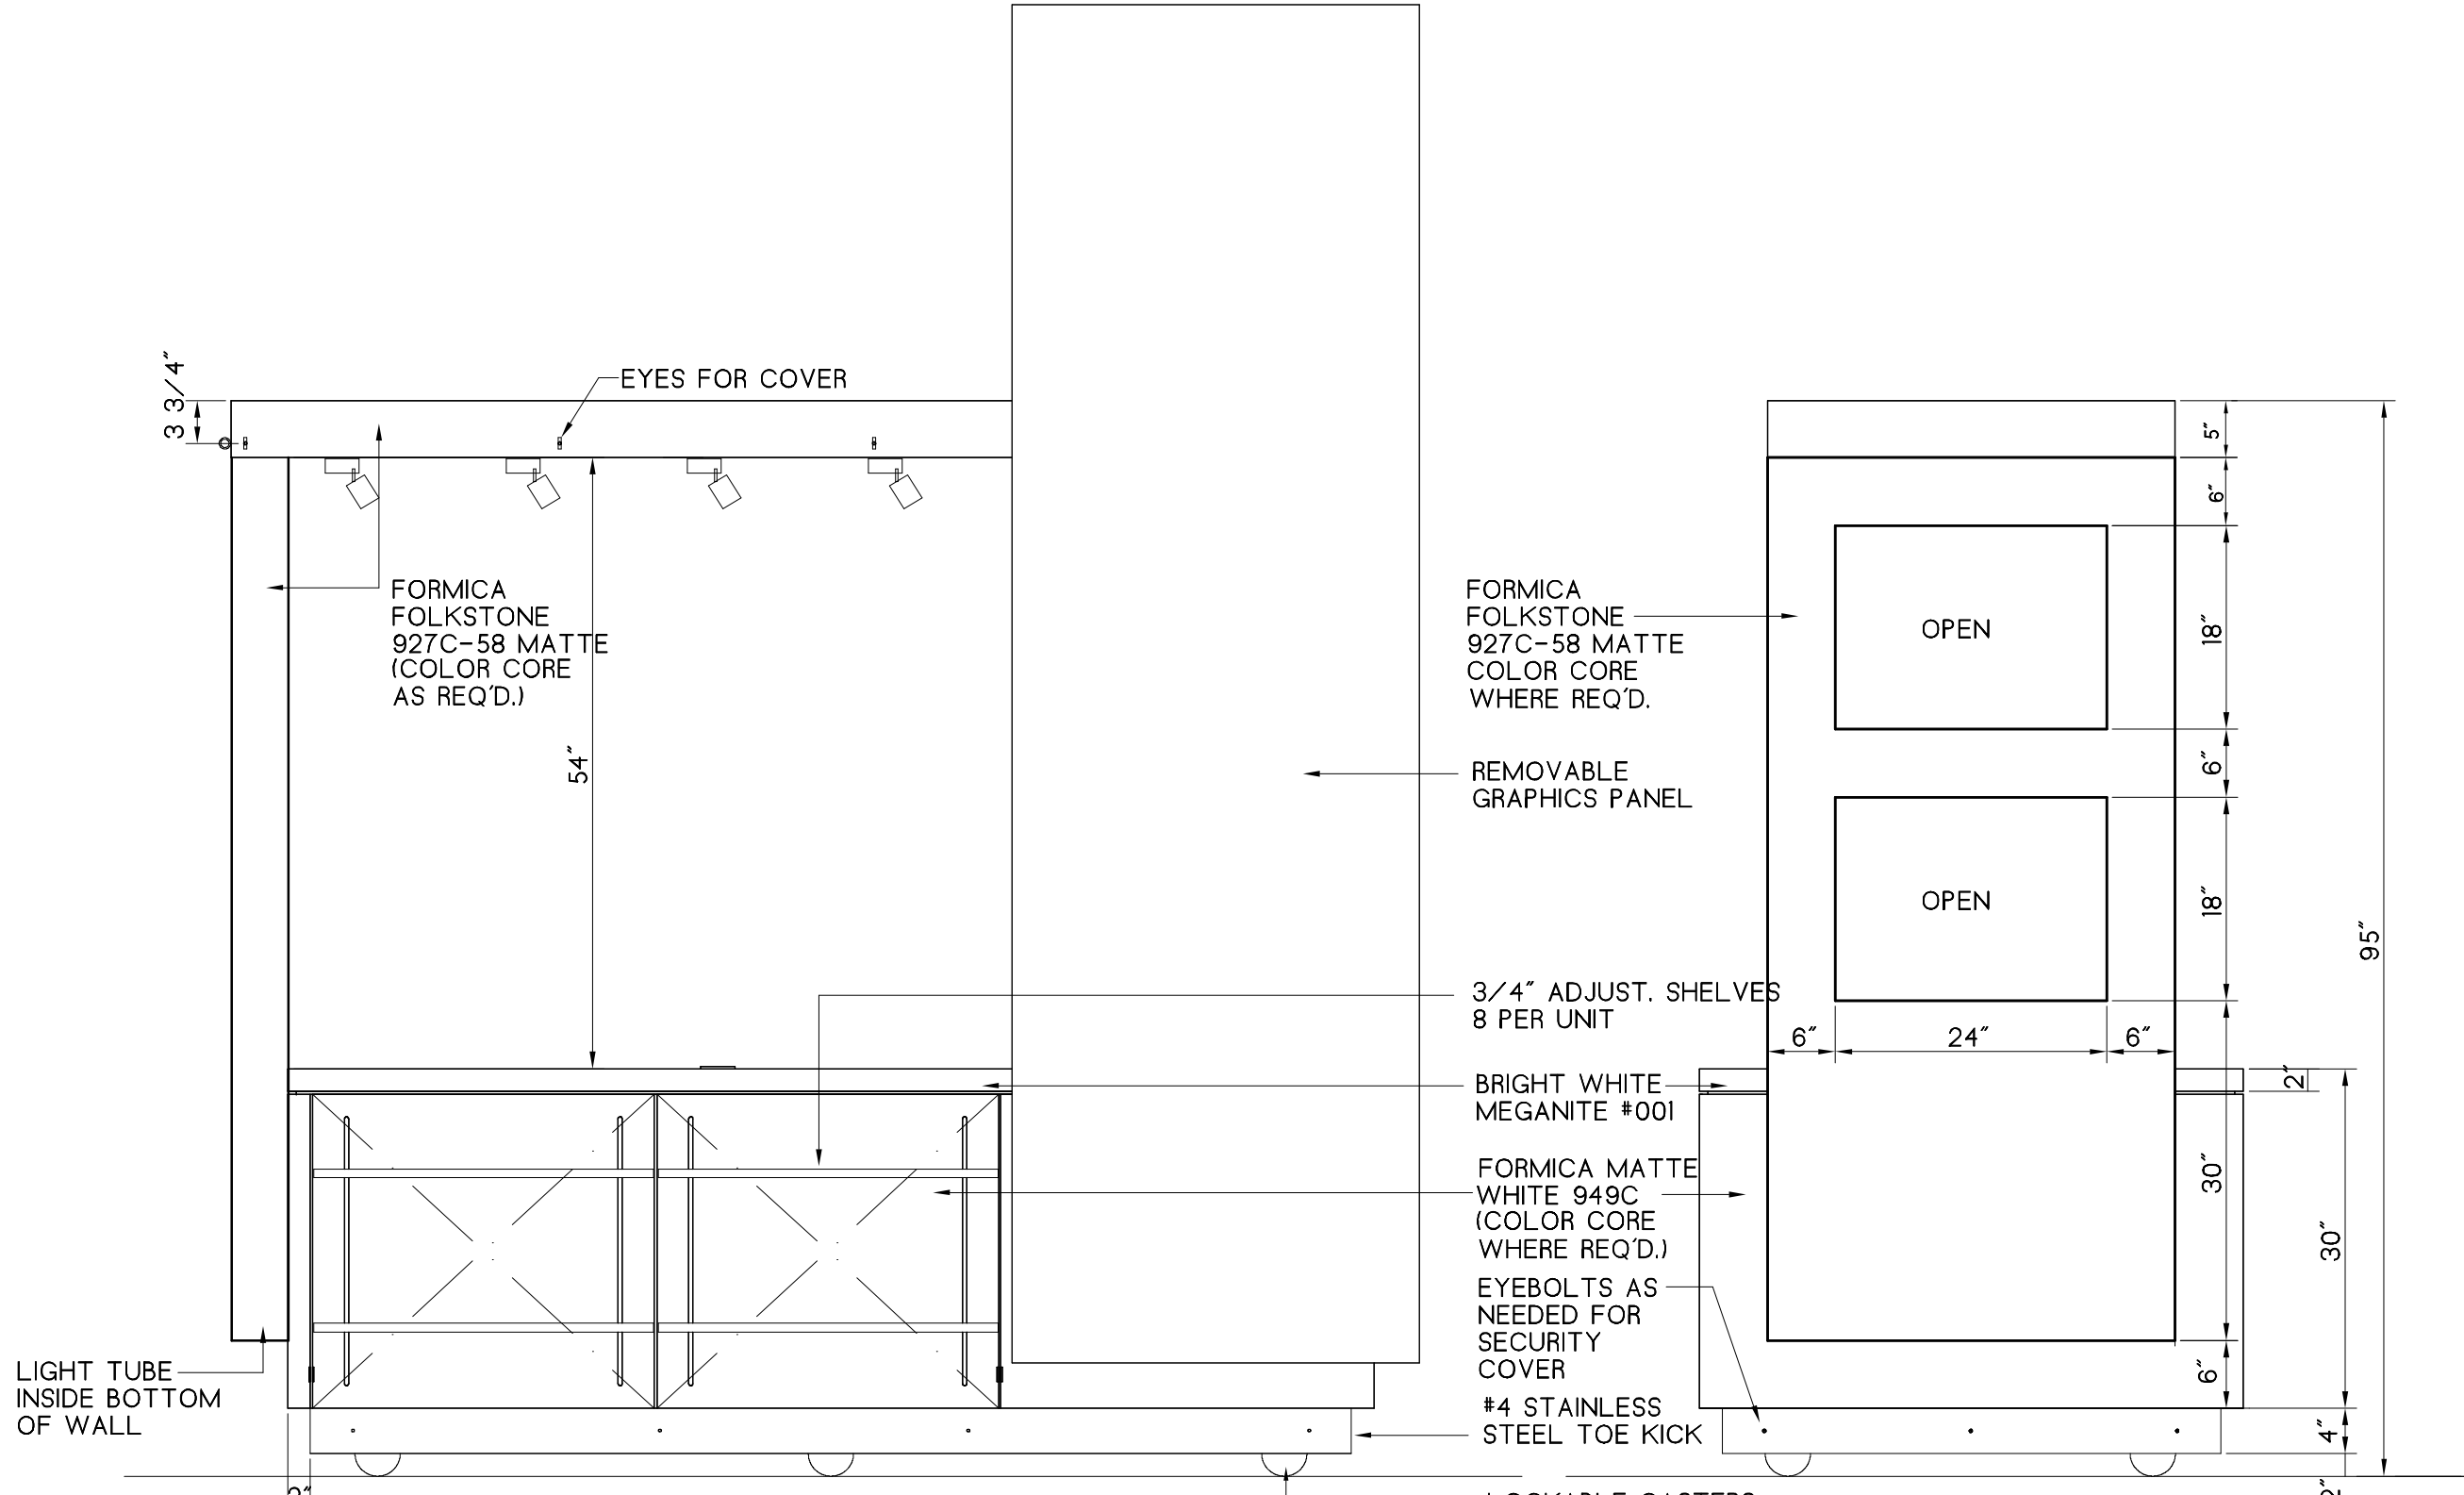 3 3/4"
EYES FOR COVER
FORMICA
FOLKSTONE
927C-58 MATTE
(COLOR CORE
AS REQ'D.)
54"
LIGHT TUBE
INSIDE BOTTOM
OF WALL
FORMICA
FOLKSTONE
927C-58 MATTE
COLOR CORE
WHERE REQ'D.
REMOVABLE
GRAPHICS PANEL
3/4" ADJUST. SHELVES
8 PER UNIT
BRIGHT WHITE
MEGANITE #001
FORMICA MATTE
WHITE 949C
(COLOR CORE
WHERE REQ'D.)
EYEBOLTS AS
NEEDED FOR
SECURITY
COVER
#4 STAINLESS
STEEL TOE KICK
LOCKABLE CASTERS
OPEN
OPEN
6"
24"
6"
5"
6"
18"
6"
18"
30"
6"
2"
30"
4"
2"
95"
2"